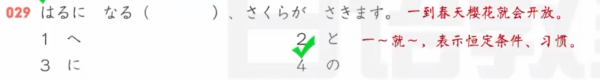 029 はるに なる（　　　）、さくらが さきます。 一到春天樱花就会开放。
1 へ　　　2 と　　一～就～，表示恒定条件、习惯。
3 に　　　4 の